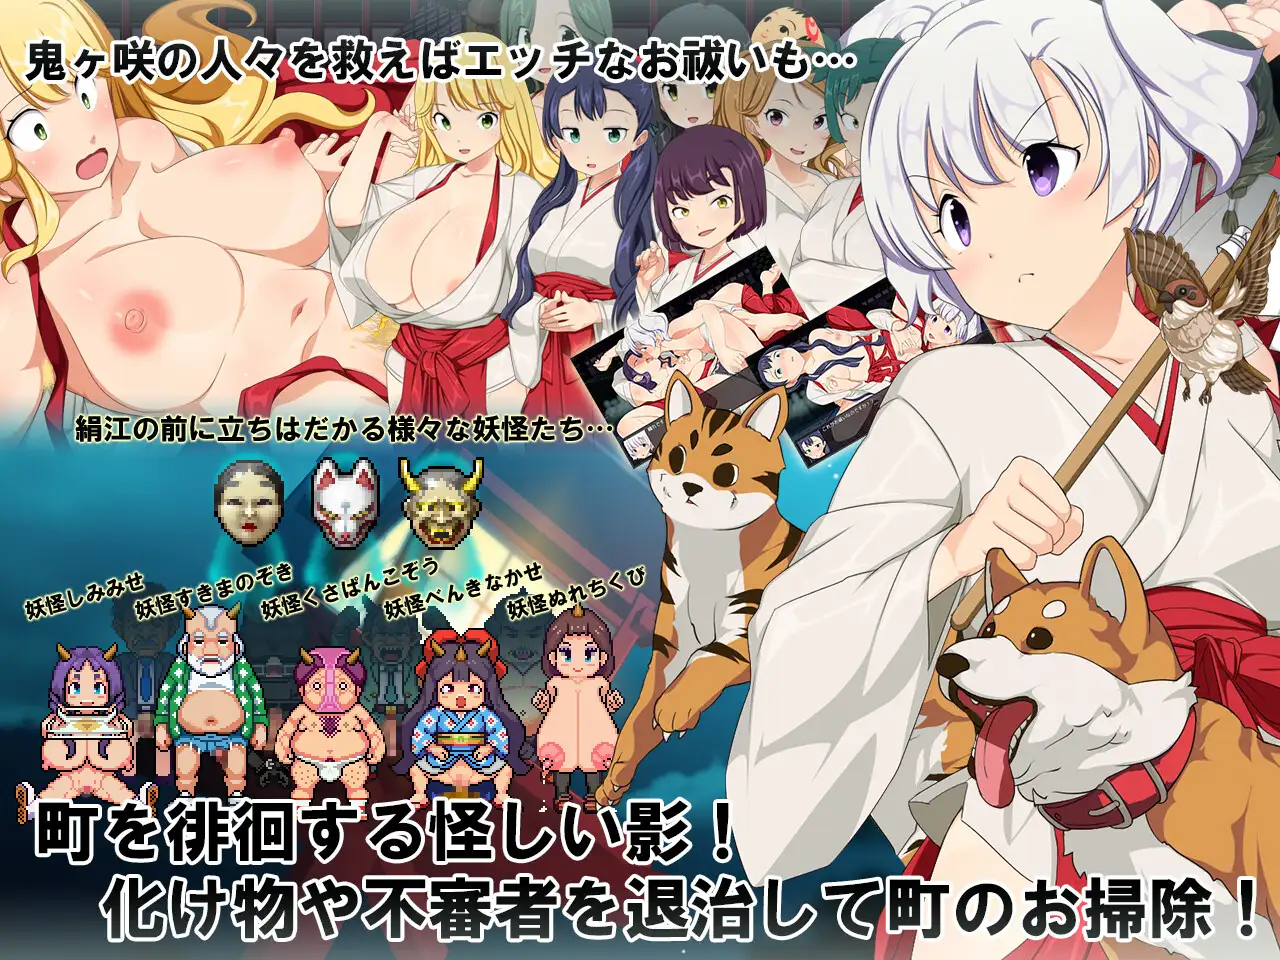 鬼ヶ咲の人々を救えばエッチなお祓いも…
絹江の前に立ちはだかる様々な妖怪たち…
妖怪しみみせ
妖怪すきまのぞき
妖怪くさぱんこぞう
妖怪べんきなかせ
妖怪ぬれちくび
町を徘徊する怪しい影！
化け物や不審者を退治して町のお掃除！